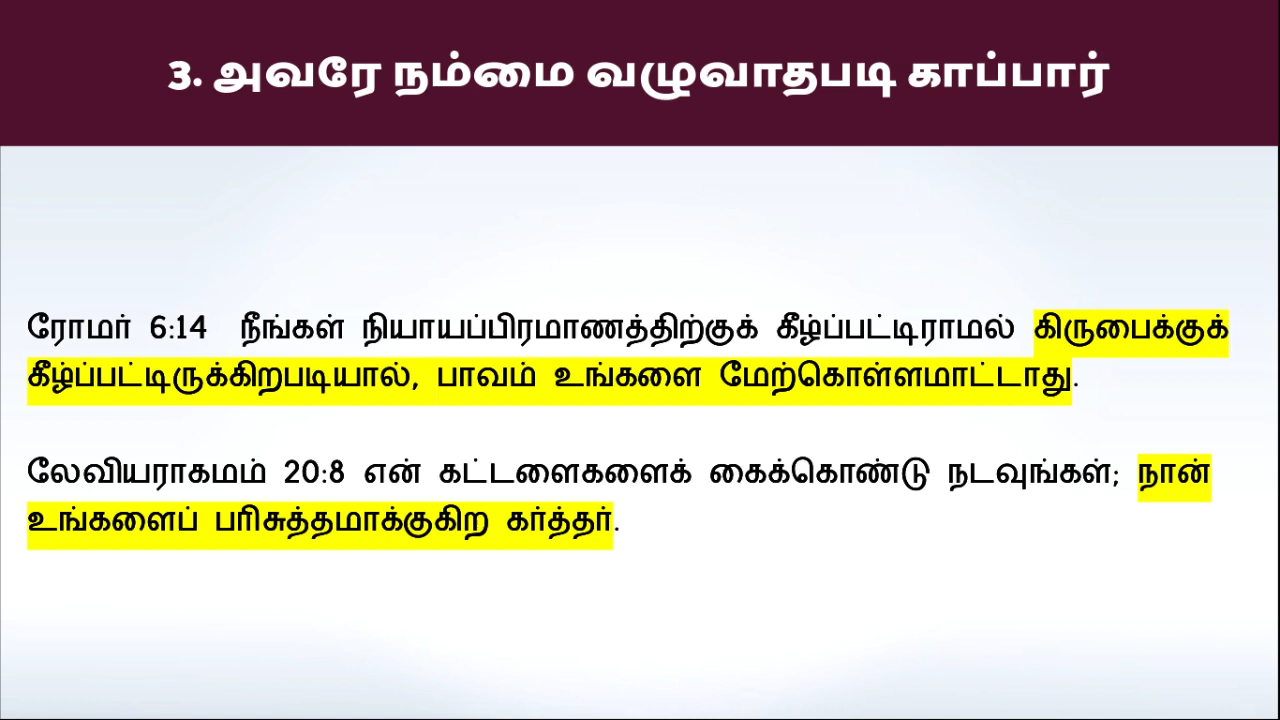 3. அவரே நம்மை வழுவாதபடி காப்பார்
ரோமர் 6:14 நீங்கள் நியாயப்பிரமாணத்திற்குக் கீழ்ப்பட்டிராமல் கிருபைக்குக்
கீழ்ப்பட்டிருக்கிறபடியால், பாவம் உங்களை மேற்கொள்ளமாட்டாது.
லேவியராகமம் 20:8 என் கட்டளைகளைக் கைக்கொண்டு நடவுங்கள்; நான்
உங்களைப் பரிசுத்தமாக்குகிற கர்த்தர்.